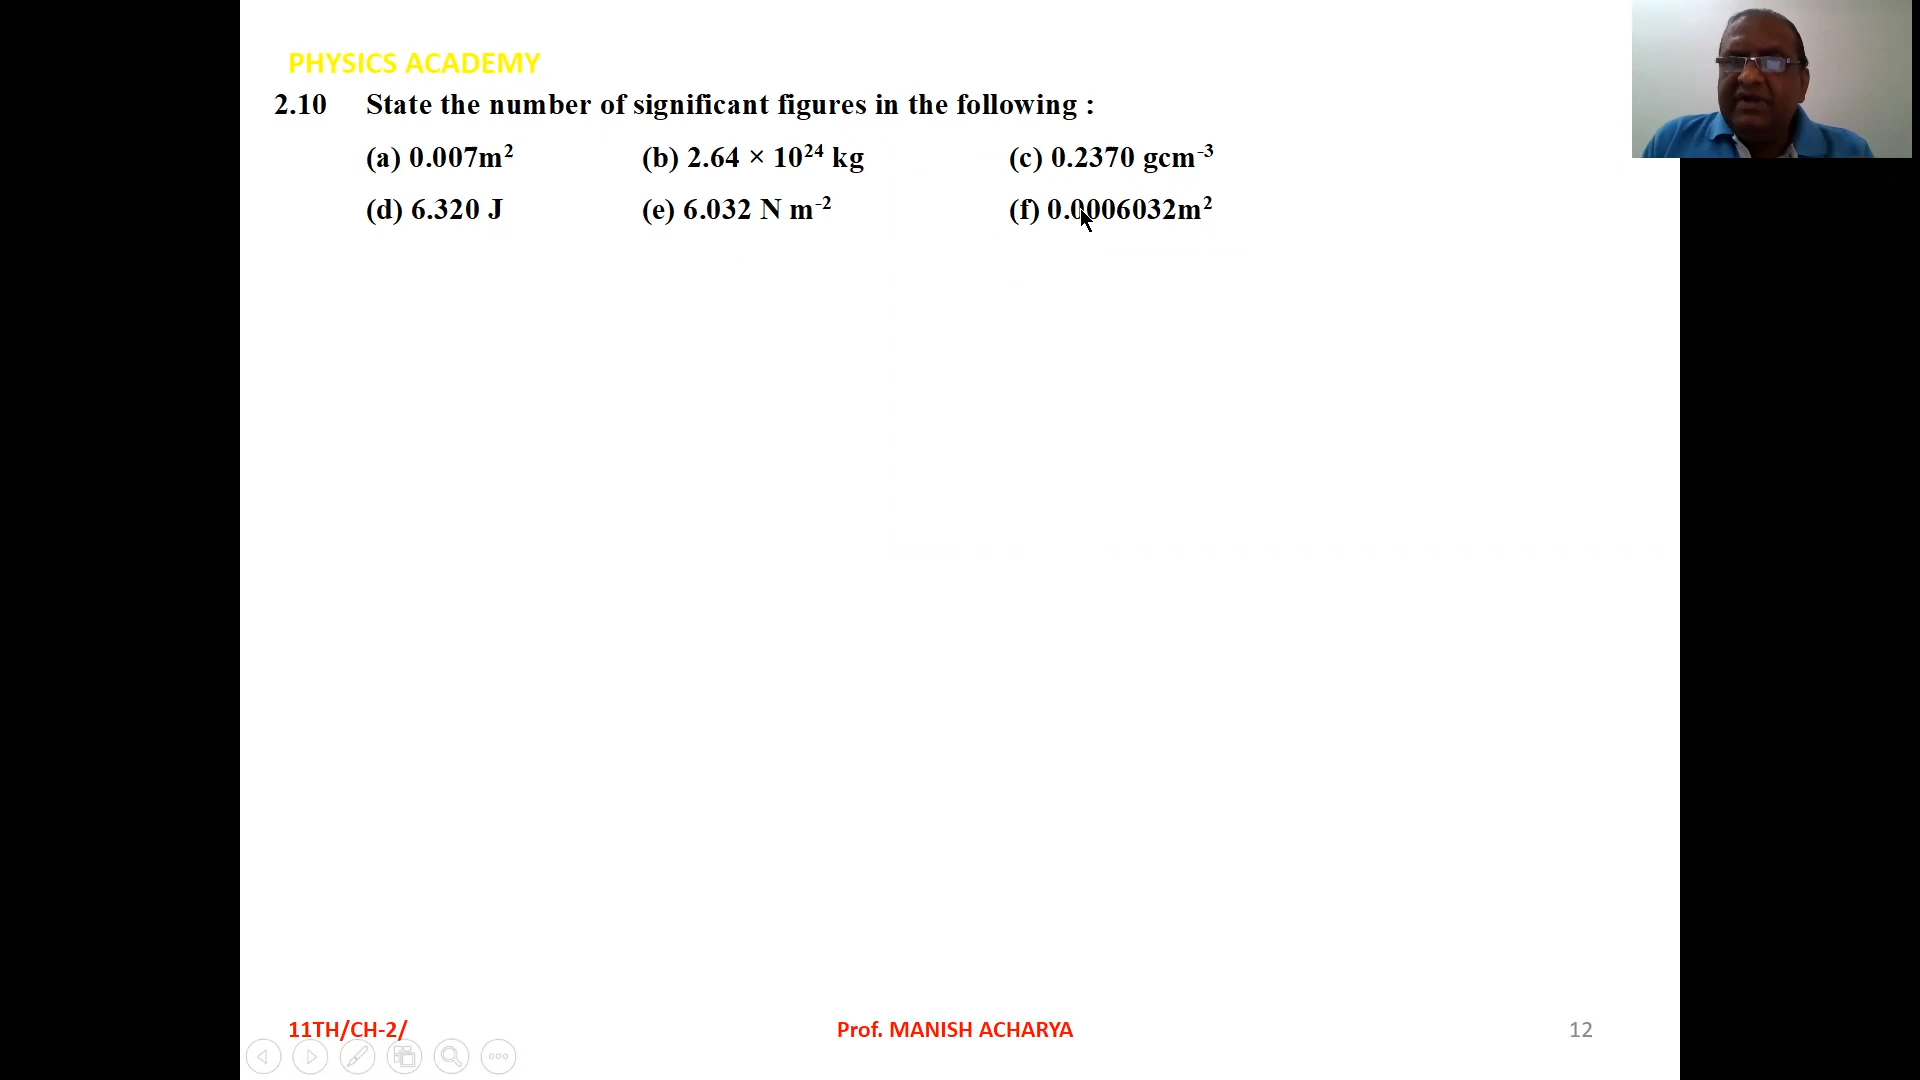 PHYSICS ACADEMY
2.10 State the number of significant figures in the following :
(a) 0.007m² (b) 2.64 × 10²⁴ kg (c) 0.2370 gcm⁻³
(d) 6.320 J (e) 6.032 N m⁻² (f) 0.0006032m²
11TH/CH-2/ Prof. MANISH ACHARYA 12